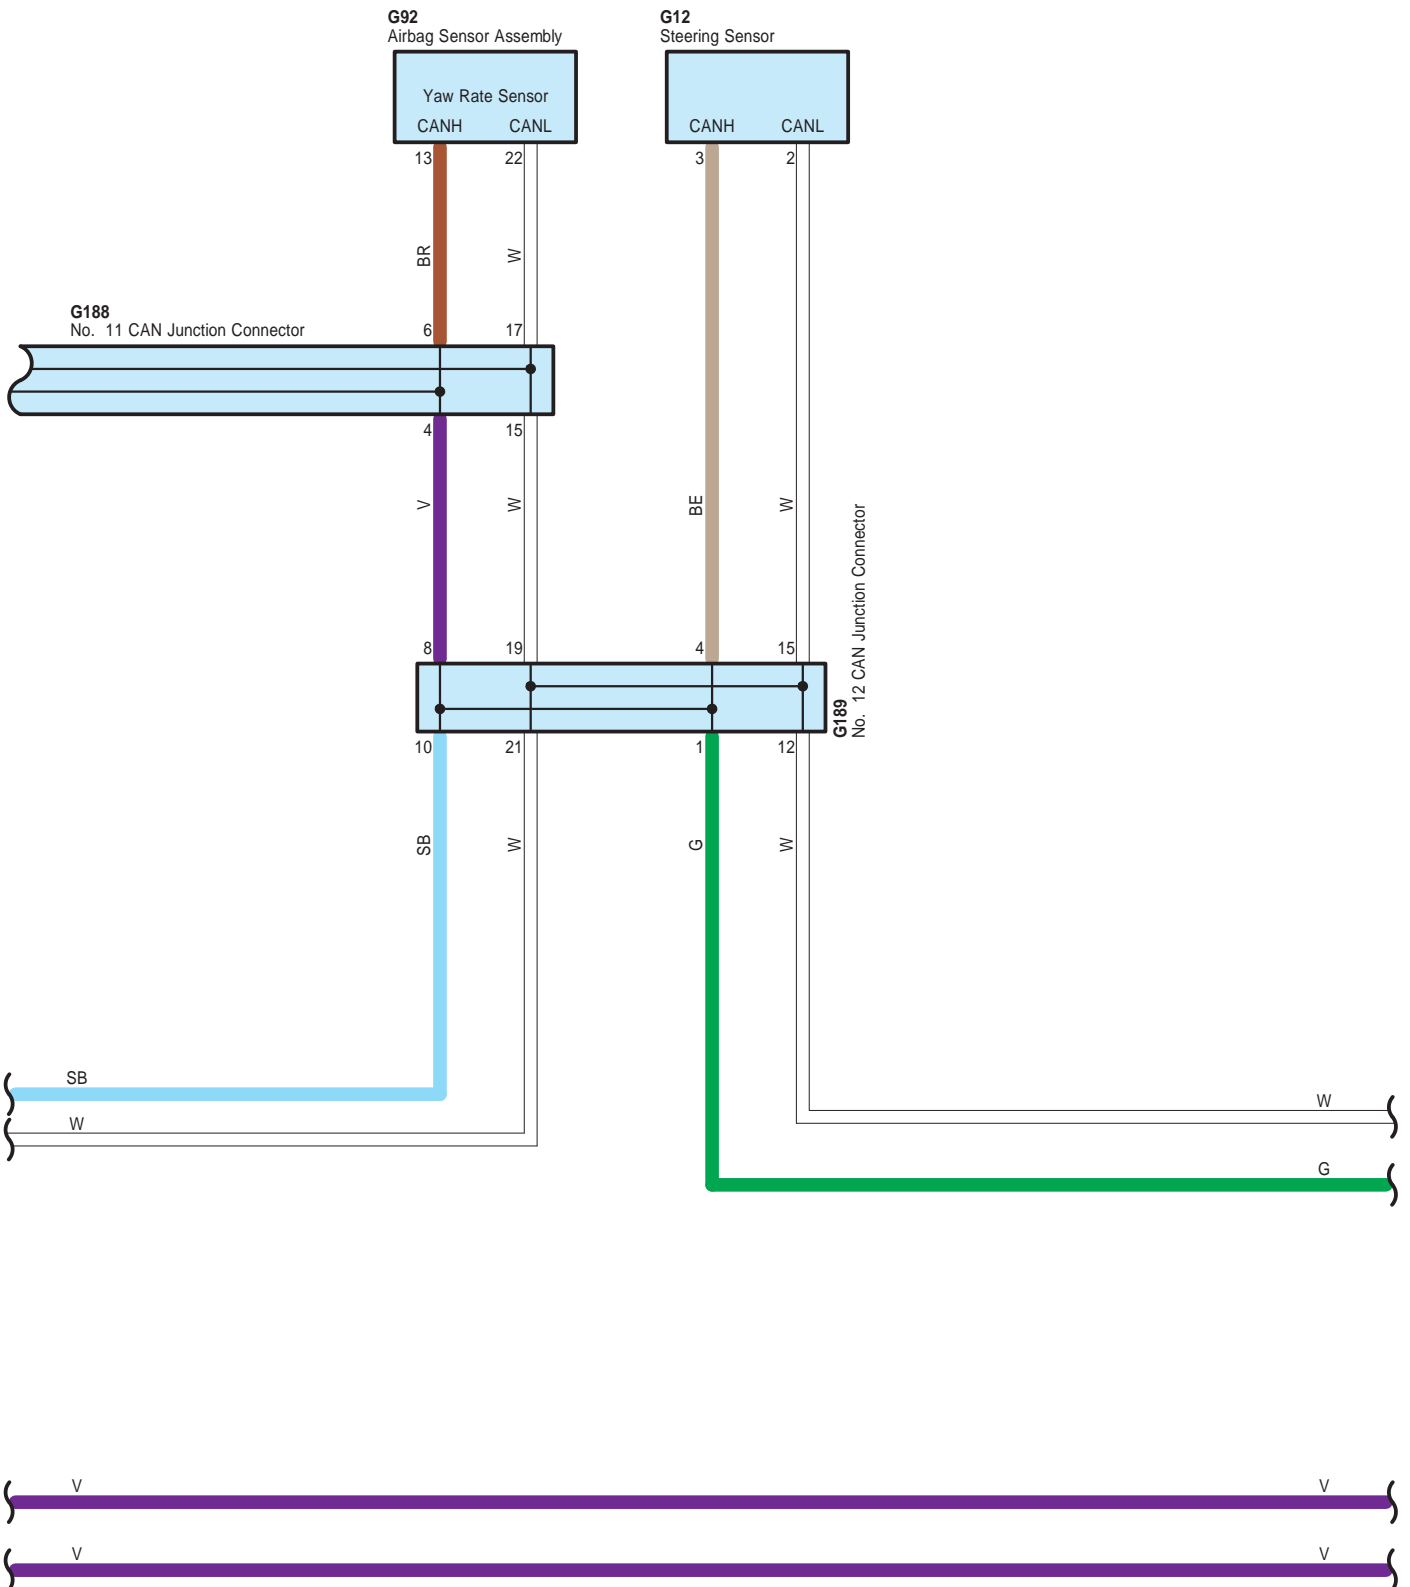 G92
Airbag Sensor Assembly
G12
Steering Sensor
Yaw Rate Sensor
CANH CANL
CANH CANL
13 22
3 2
BR W
G188
No. 11 CAN Junction Connector
6 17
4 15
V W
BE W
G189
No. 12 CAN Junction Connector
8 19 4 15
10 21 1 12
SB W G W
SB
W
W
G
V V
V V